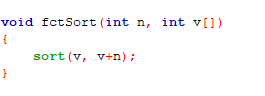 void fctSort(int n, int v[])
{
    sort(v, v+n);
}